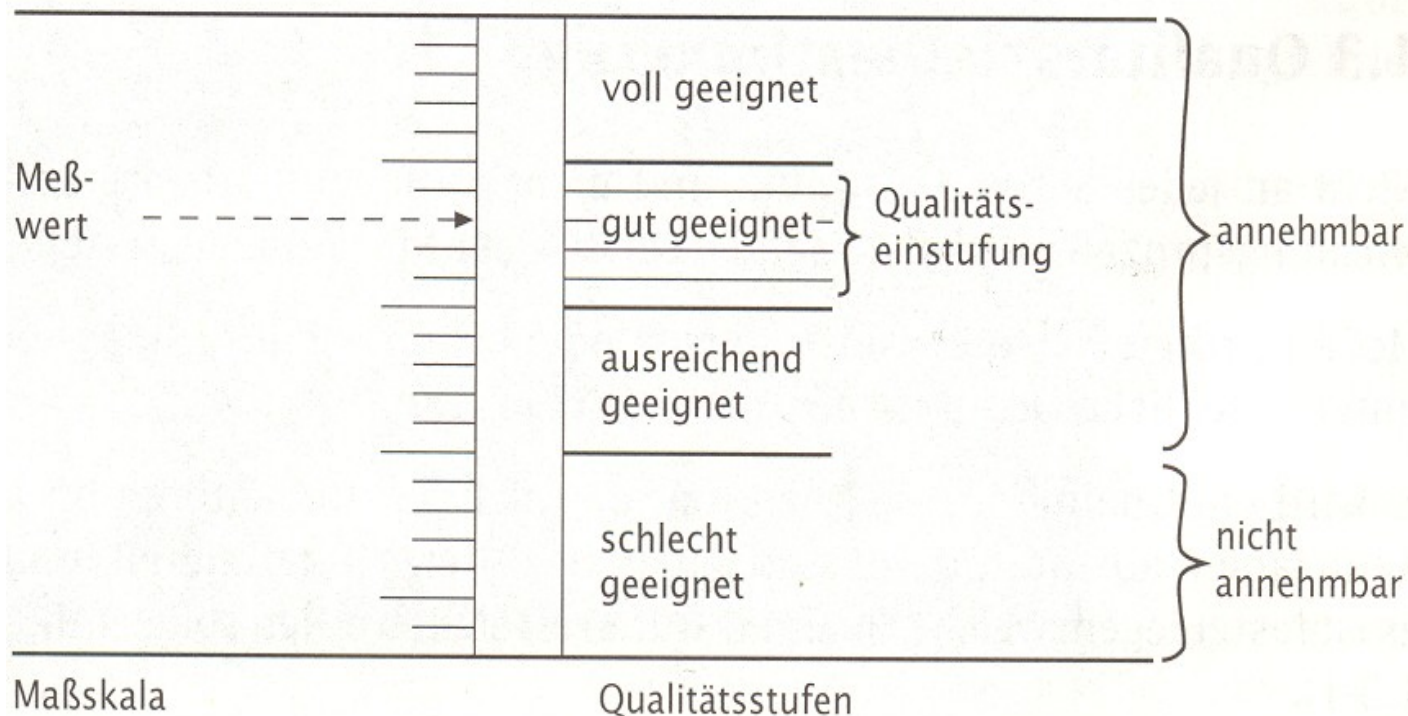 voll geeignet
Meß-
wert
gut geeignet
Qualitäts-
einstufung
annehmbar
ausreichend
geeignet
schlecht
geeignet
nicht
annehmbar
Maßskala
Qualitätsstufen